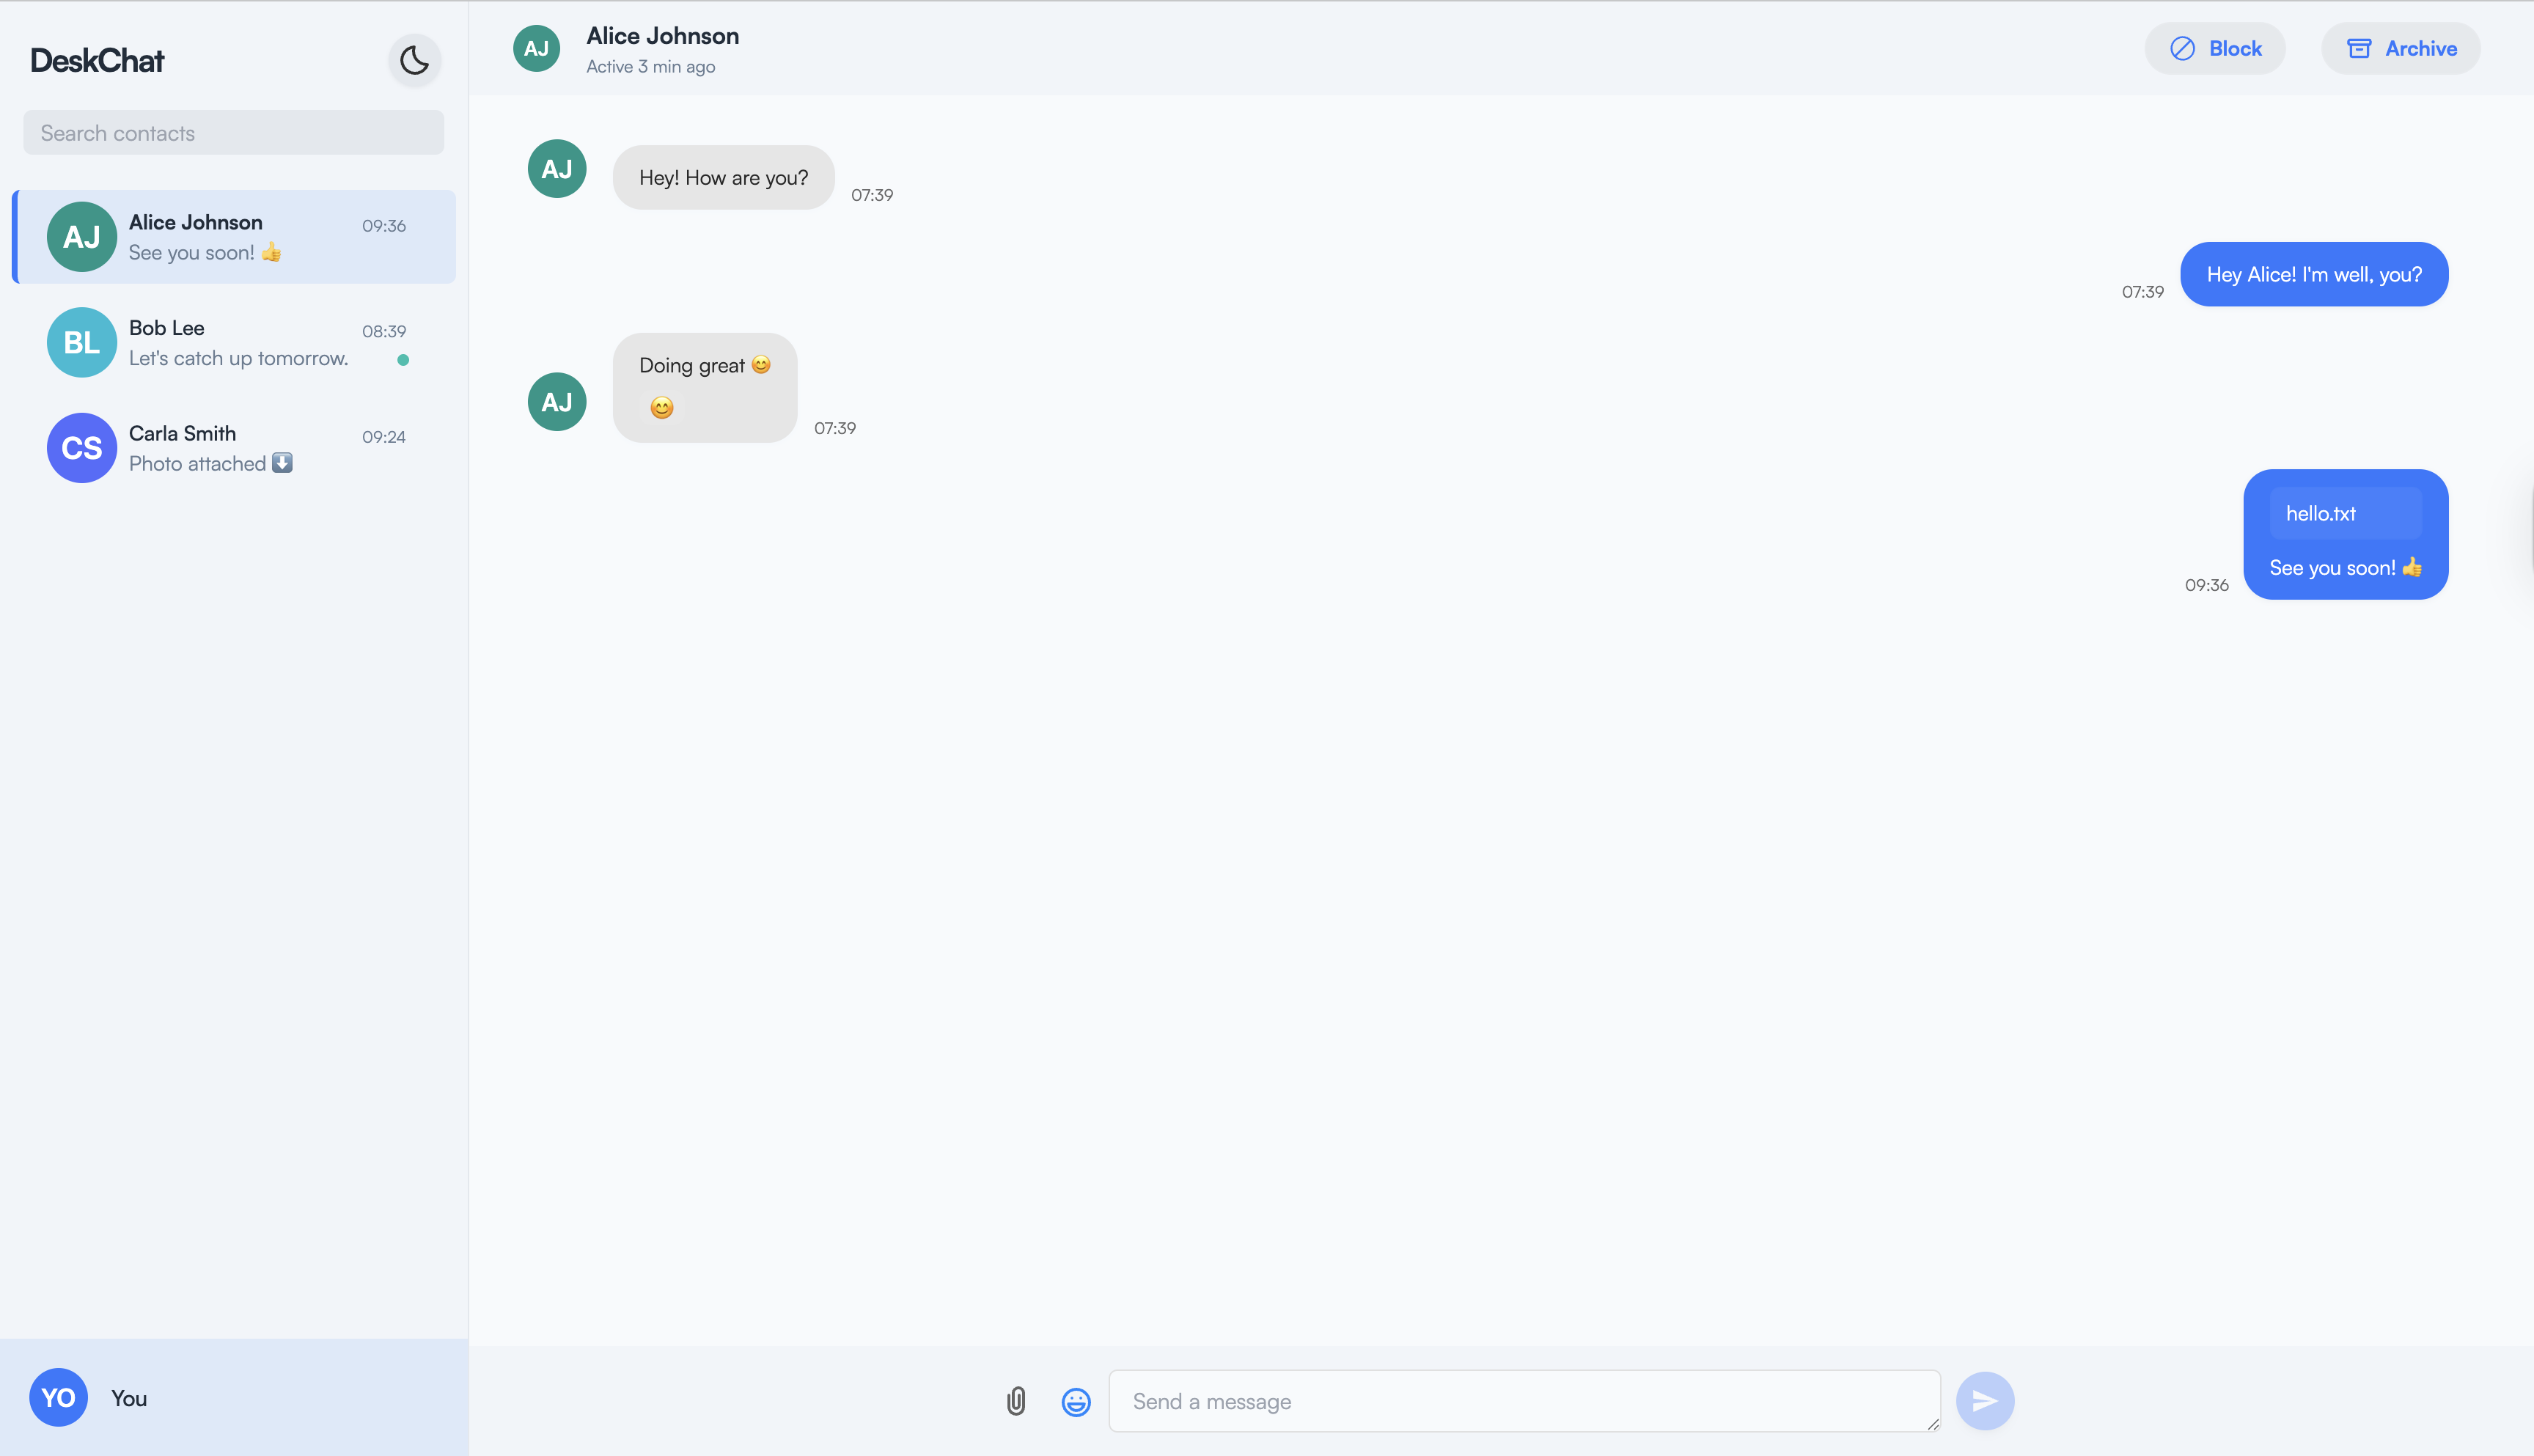 DeskChat
Search contacts
AJ
Alice Johnson
09:36
See you soon! 👍
BL
Bob Lee
08:39
Let's catch up tomorrow.
CS
Carla Smith
09:24
Photo attached ⬇️
YO
You
AJ
Alice Johnson
Active 3 min ago
Block
Archive
AJ
Hey! How are you?
07:39
Hey Alice! I'm well, you?
07:39
AJ
Doing great 😊
😊
07:39
hello.txt
See you soon! 👍
09:36
Send a message